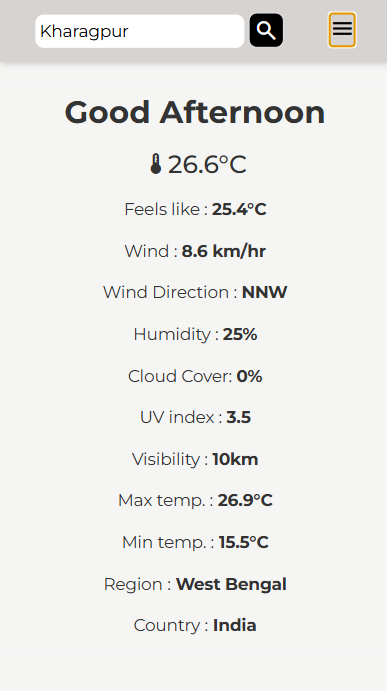 Kharagpur
Good Afternoon
26.6°C
Feels like : 25.4°C
Wind : 8.6 km/hr
Wind Direction : NNW
Humidity : 25%
Cloud Cover: 0%
UV index : 3.5
Visibility : 10km
Max temp. : 26.9°C
Min temp. : 15.5°C
Region : West Bengal
Country : India